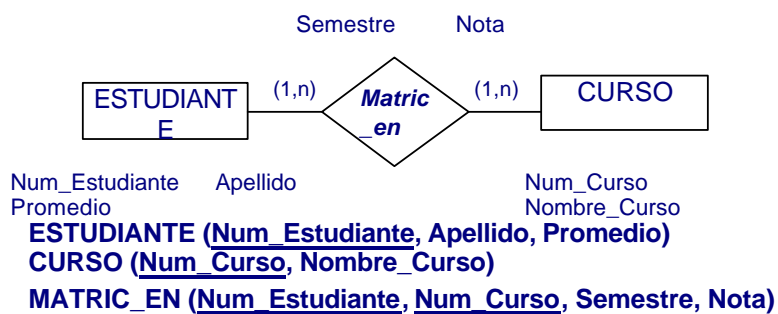 Semestre Nota
ESTUDIANT
E
(1,n)
Matric
_en
(1,n)
CURSO
Num_Estudiante Apellido
Promedio
Num_Curso
Nombre_Curso
ESTUDIANTE (Num_Estudiante, Apellido, Promedio)
CURSO (Num_Curso, Nombre_Curso)
MATRIC_EN (Num_Estudiante, Num_Curso, Semestre, Nota)